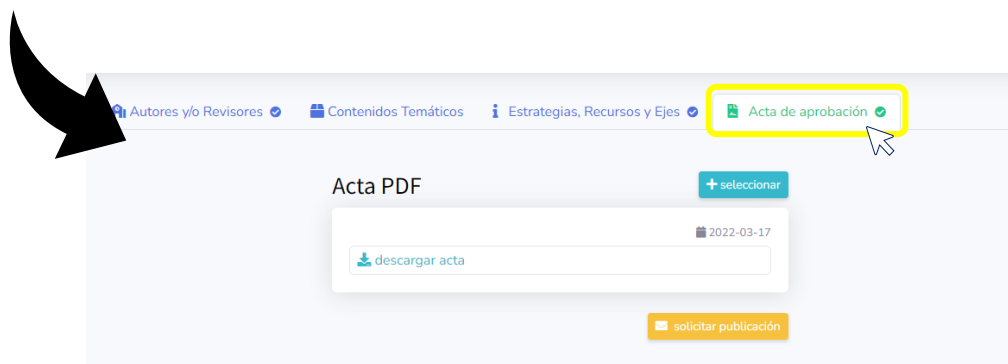 Autores y/o Revisores
Contenidos Temáticos
Estrategias, Recursos y Ejes
Acta de aprobación
Acta PDF
+ seleccionar
2022-03-17
descargar acta
solicitar publicación